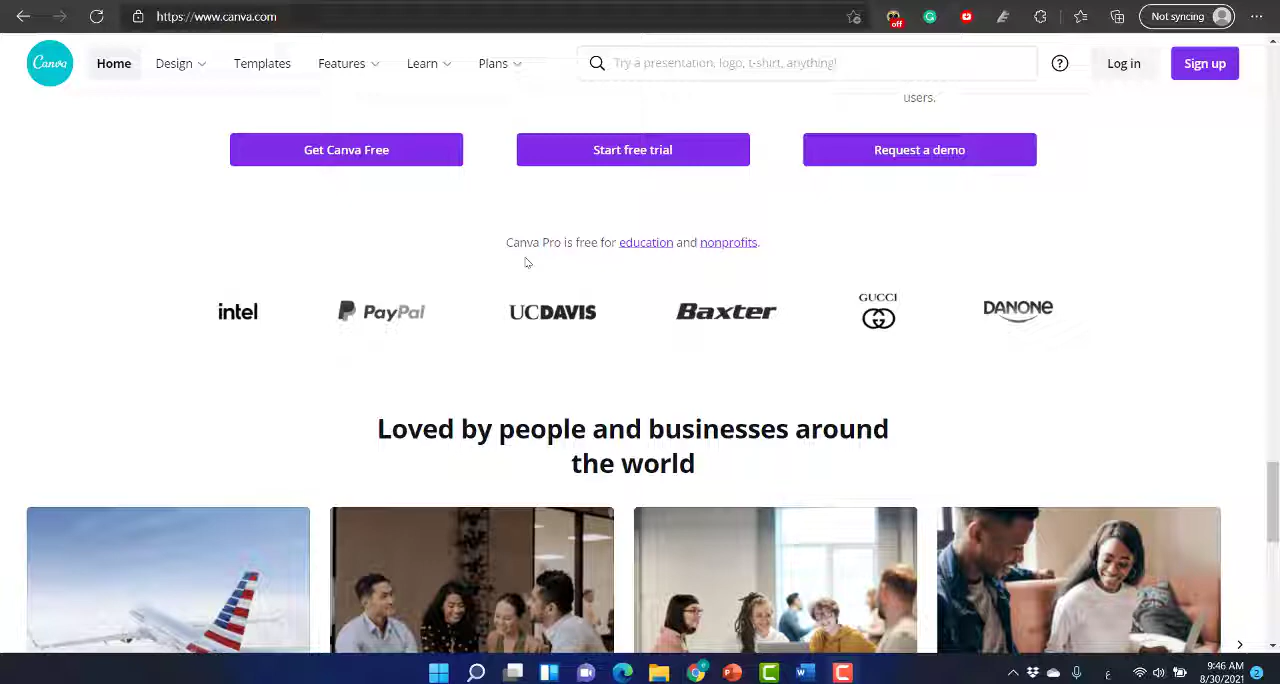 https://www.canva.com
off
Not syncing
Canva
Home
Design
Templates
Features
Learn
Plans
Try a presentation, logo, t-shirt, anything!
Log in
Sign up
users.
Get Canva Free
Start free trial
Request a demo
Canva Pro is free for education and nonprofits.
intel
PayPal
UCDAVIS
Baxter
GUCCI
DANONE
Loved by people and businesses around
the world
ع
9:46 AM
8/30/2021
2